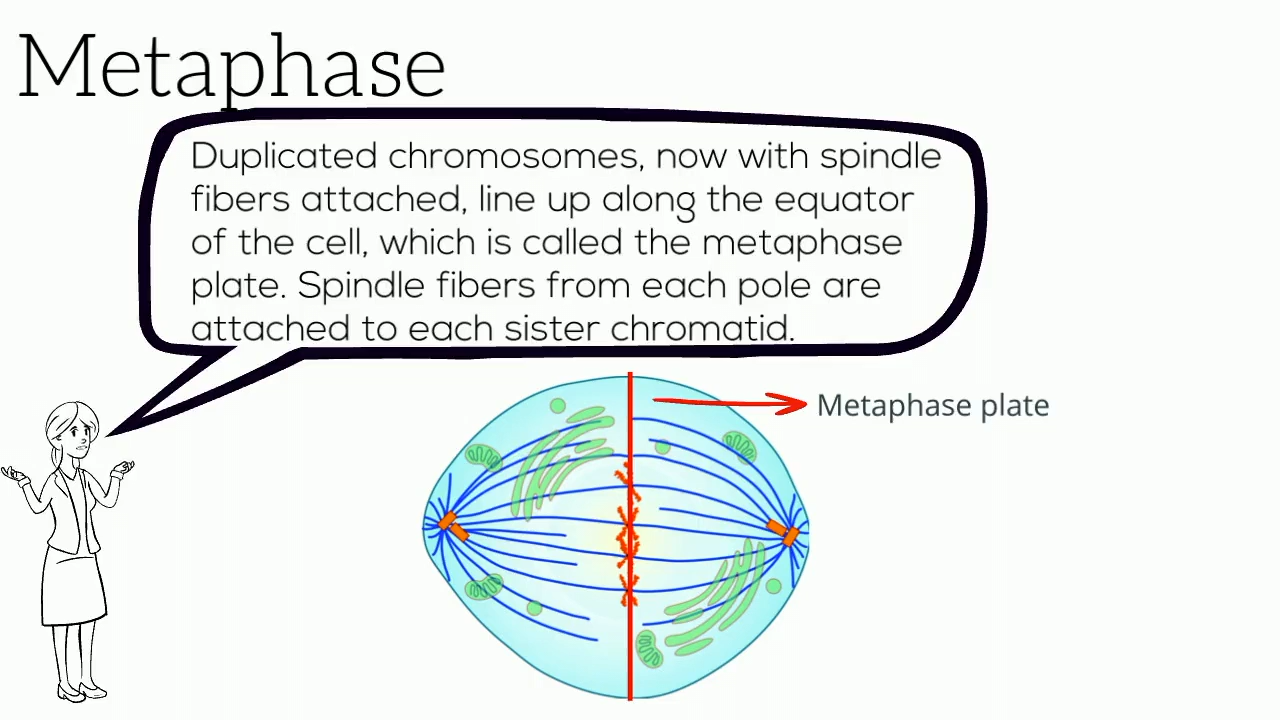 Metaphase
Duplicated chromosomes, now with spindle
fibers attached, line up along the equator
of the cell, which is called the metaphase
plate. Spindle fibers from each pole are
attached to each sister chromatid.
Metaphase plate